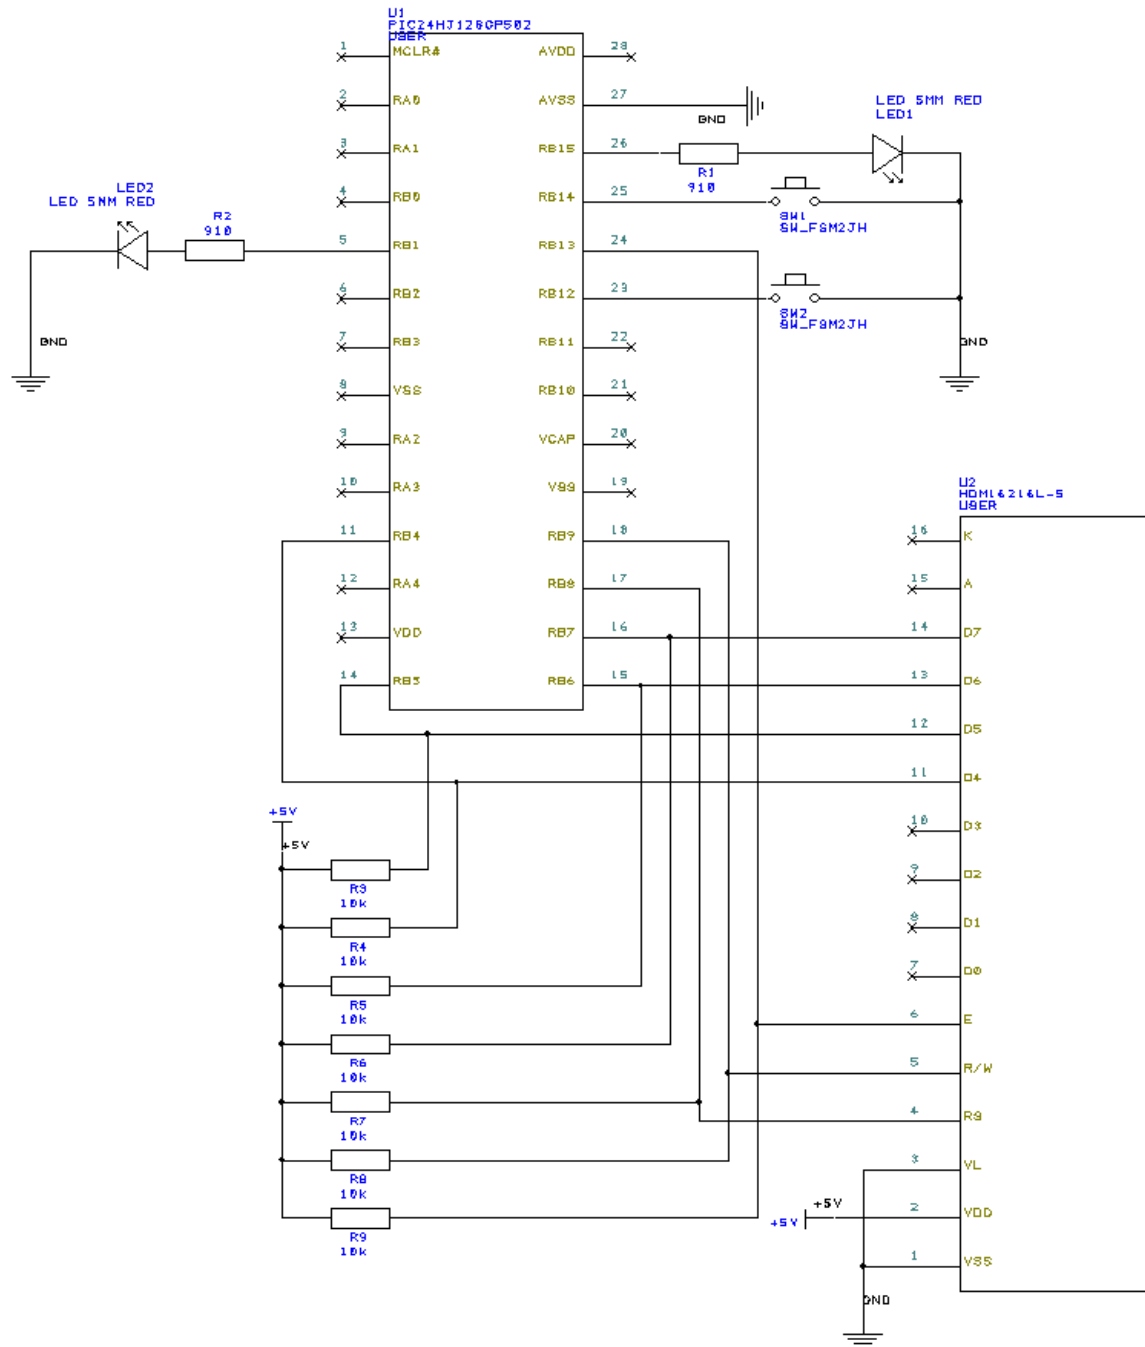 U1
PIC24HJ128GP502
USER
1 MCLR#
2 RA0
3 RA1
4 RB0
5 RB1
6 RB2
7 RB3
8 VSS
9 RA2
10 RA3
11 RB4
12 RA4
13 VDD
14 RB5
AVDD 28
AVSS 27
RB15 26
RB14 25
RB13 24
RB12 23
RB11 22
RB10 21
VCAP 20
VSS 19
RB9 18
RB8 17
RB7 16
RB6 15
GND
LED 5MM RED
LED1
R1
910
SW1
SW_FSM2JH
SW2
SW_FSM2JH
GND
LED2
LED 5MM RED
R2
910
GND
U2
HDM16216L-5
USER
16 K
15 A
14 D7
13 D6
12 D5
11 D4
10 D3
9 D2
8 D1
7 D0
6 E
5 R/W
4 RS
3 VL
2 VDD
1 VSS
+5V
+5V
R3
10k
R4
10k
R5
10k
R6
10k
R7
10k
R8
10k
R9
10k
+5V
+5V
GND